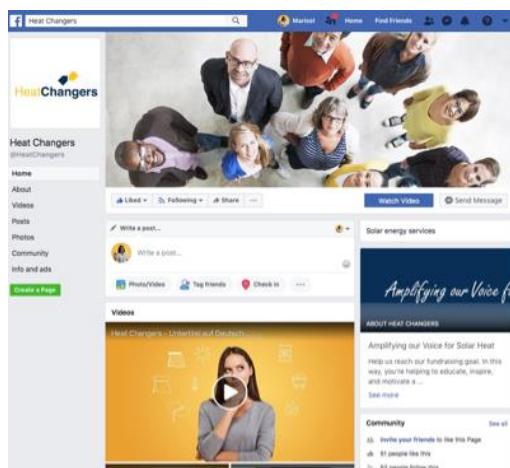 Heat Changers
Marisol
Home
Find Friends
HeatChangers
Heat Changers
@HeatChangers
Home
About
Videos
Posts
Photos
Community
Info and ads
Create a Page
Liked
Following
Share
Watch Video
Send Message
Write a post...
Write a post...
Photo/Video
Tag friends
Check in
Videos
Heat Changers - Untertitel auf Deutsch
Solar energy services
Amplifying our Voice f
ABOUT HEAT CHANGERS
Amplifying our Voice for Solar Heat
Help us reach our fundraising goal. In this
way, you're helping to educate, inspire,
and motivate a ...
See more
Community
See all
Invite your friends to like this Page
61 people like this